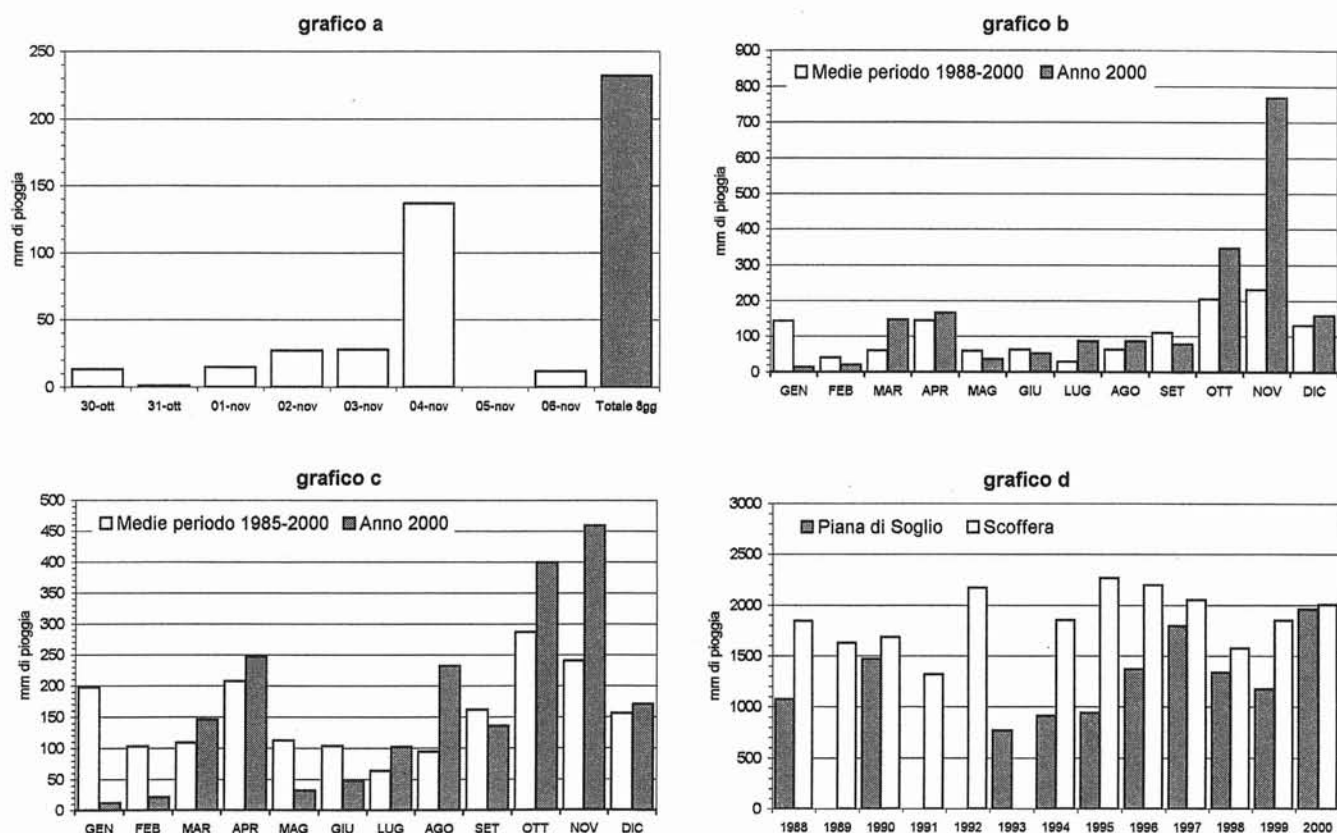 grafico a
250
200
150
100
50
0
mm di pioggia
30-ott 31-ott 01-nov 02-nov 03-nov 04-nov 05-nov 06-nov Totale 8gg
grafico b
900
800
700
600
500
400
300
200
100
0
mm di pioggia
Medie periodo 1988-2000 Anno 2000
GEN FEB MAR APR MAG GIU LUG AGO SET OTT NOV DIC
grafico c
500
450
400
350
300
250
200
150
100
50
0
mm di pioggia
Medie periodo 1985-2000 Anno 2000
GEN FEB MAR APR MAG GIU LUG AGO SET OTT NOV DIC
grafico d
3000
2500
2000
1500
1000
500
0
mm di pioggia
Piana di Soglio Scoffera
1988 1989 1990 1991 1992 1993 1994 1995 1996 1997 1998 1999 2000